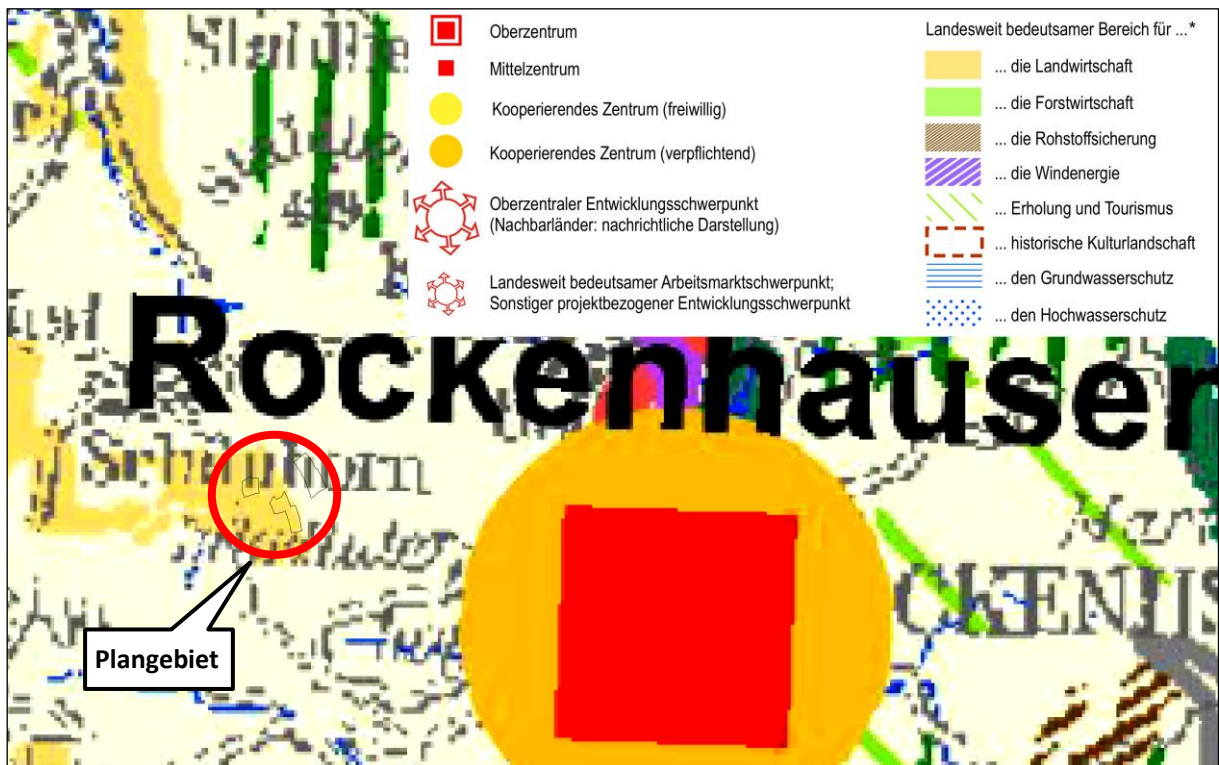 Oberzentrum
Mittelzentrum
Kooperierendes Zentrum (freiwillig)
Kooperierendes Zentrum (verpflichtend)
Oberzentraler Entwicklungsschwerpunkt
(Nachbarländer: nachrichtliche Darstellung)
Landesweit bedeutsamer Arbeitsmarktschwerpunkt;
Sonstiger projektbezogener Entwicklungsschwerpunkt
Landesweit bedeutsamer Bereich für ...*
... die Landwirtschaft
... die Forstwirtschaft
... die Rohstoffsicherung
... die Windenergie
... Erholung und Tourismus
... historische Kulturlandschaft
... den Grundwasserschutz
... den Hochwasserschutz
Rockenhausen
Plangebiet